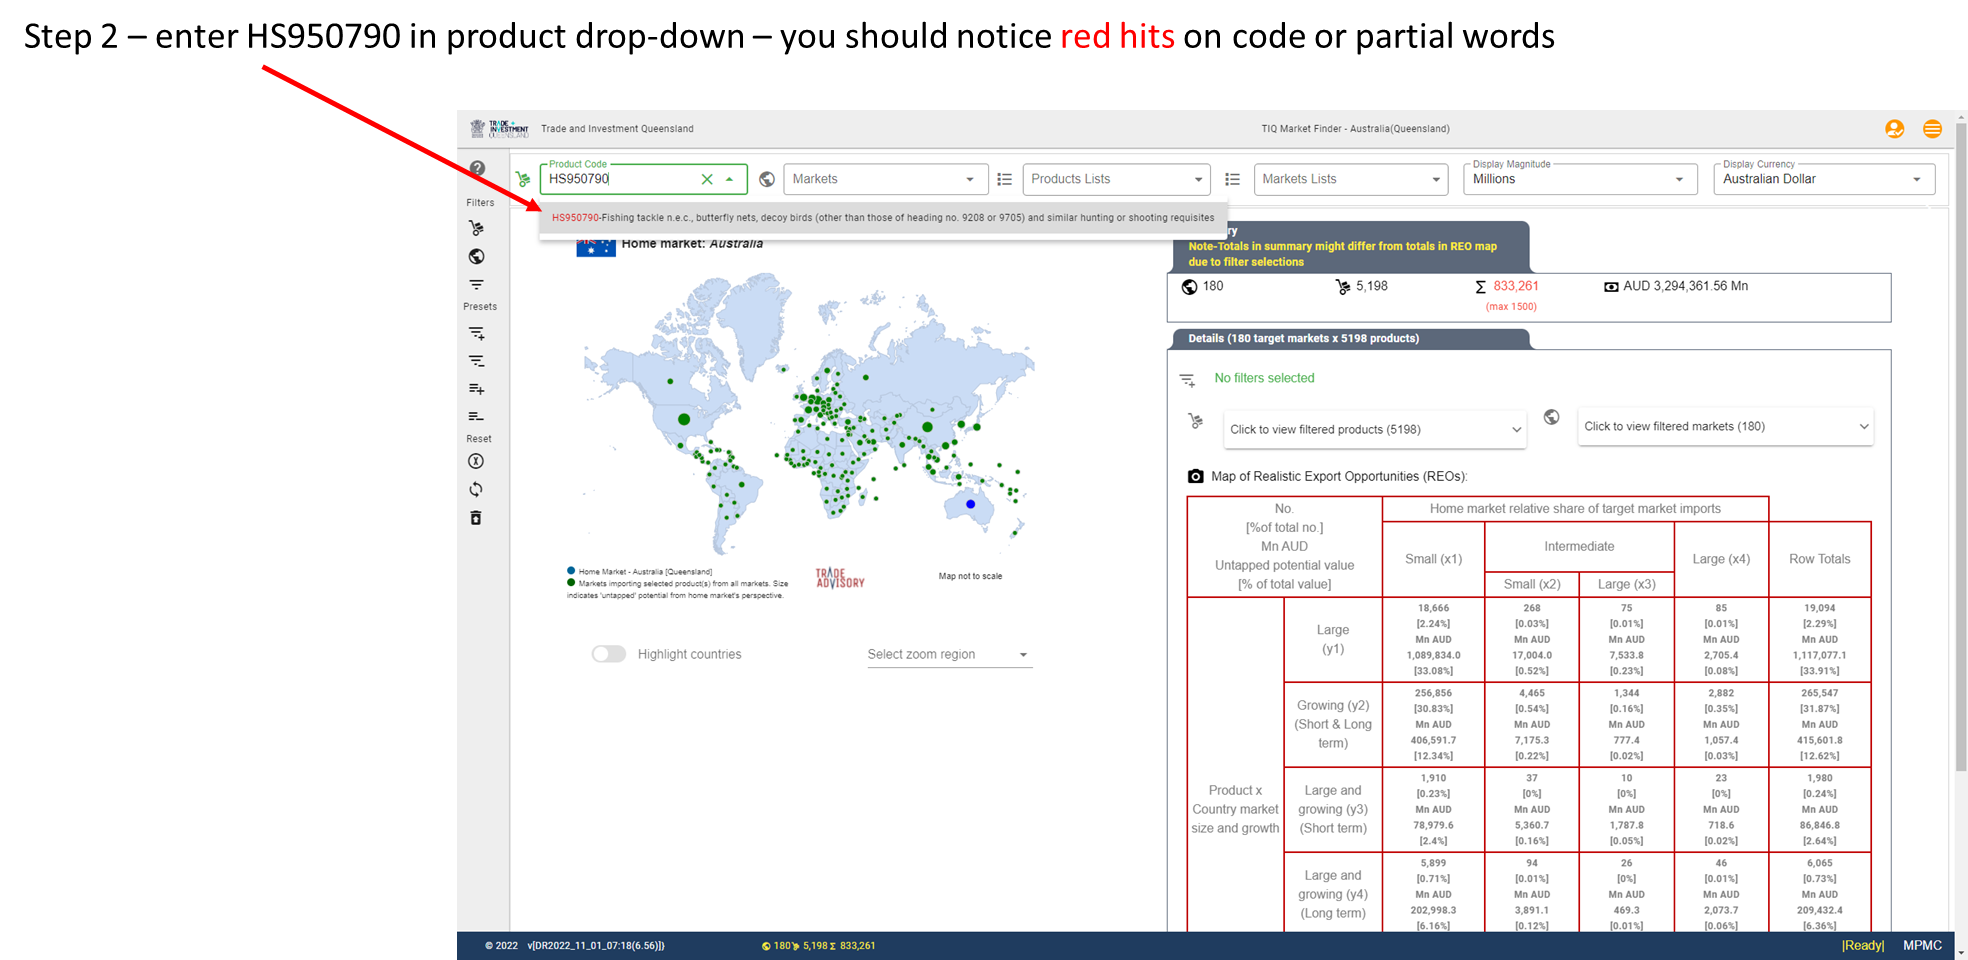 Step 2 – enter HS950790 in product drop-down – you should notice red hits on code or partial words
TRADE +
INVESTMENT
QUEENSLAND
Trade and Investment Queensland
TIQ Market Finder - Australia(Queensland)
Product Code
HS950790
Markets
Products Lists
Markets Lists
Display Magnitude
Millions
Display Currency
Australian Dollar
HS950790-Fishing tackle n.e.c., butterfly nets, decoy birds (other than those of heading no. 9208 or 9705) and similar hunting or shooting requisites
Filters
Presets
Reset
Home market: Australia
ry
Note-Totals in summary might differ from totals in REO map
due to filter selections
180
5,198
Σ 833,261
(max 1500)
AUD 3,294,361.56 Mn
Details (180 target markets x 5198 products)
No filters selected
Click to view filtered products (5198)
Click to view filtered markets (180)
Map of Realistic Export Opportunities (REOs):
Home Market - Australia [Queensland]
Markets importing selected product(s) from all markets. Size
indicates 'untapped' potential from home market's perspective.
TRADE
ADVISORY
Map not to scale
Highlight countries
Select zoom region
No.
[%of total no.]
Mn AUD
Untapped potential value
[% of total value]
Home market relative share of target market imports
Small (x1)
Intermediate
Small (x2)
Large (x3)
Large (x4)
Row Totals
Product x
Country market
size and growth
Large
(y1)
18,666 268 75 85 19,094
[2.24%] [0.03%] [0.01%] [0.01%] [2.29%]
Mn AUD Mn AUD Mn AUD Mn AUD Mn AUD
1,089,834.0 17,004.0 7,533.8 2,705.4 1,117,077.1
[33.08%] [0.52%] [0.23%] [0.08%] [33.91%]
Growing (y2)
(Short & Long
term)
256,856 4,465 1,344 2,882 265,547
[30.83%] [0.54%] [0.16%] [0.35%] [31.87%]
Mn AUD Mn AUD Mn AUD Mn AUD Mn AUD
406,591.7 7,175.3 777.4 1,057.4 415,601.8
[12.34%] [0.22%] [0.02%] [0.03%] [12.62%]
Large and
growing (y3)
(Short term)
1,910 37 10 23 1,980
[0.23%] [0%] [0%] [0%] [0.24%]
Mn AUD Mn AUD Mn AUD Mn AUD Mn AUD
78,979.6 5,360.7 1,787.8 718.6 86,846.8
[2.4%] [0.16%] [0.05%] [0.02%] [2.64%]
Large and
growing (y4)
(Long term)
5,899 94 26 46 6,065
[0.71%] [0.01%] [0%] [0.01%] [0.73%]
Mn AUD Mn AUD Mn AUD Mn AUD Mn AUD
202,998.3 3,891.1 469.3 2,073.7 209,432.4
[6.16%] [0.12%] [0.01%] [0.06%] [6.36%]
© 2022 v[DR2022_11_01_07:18(6.56)]}
180 5,198 Σ 833,261
|Ready| MPMC